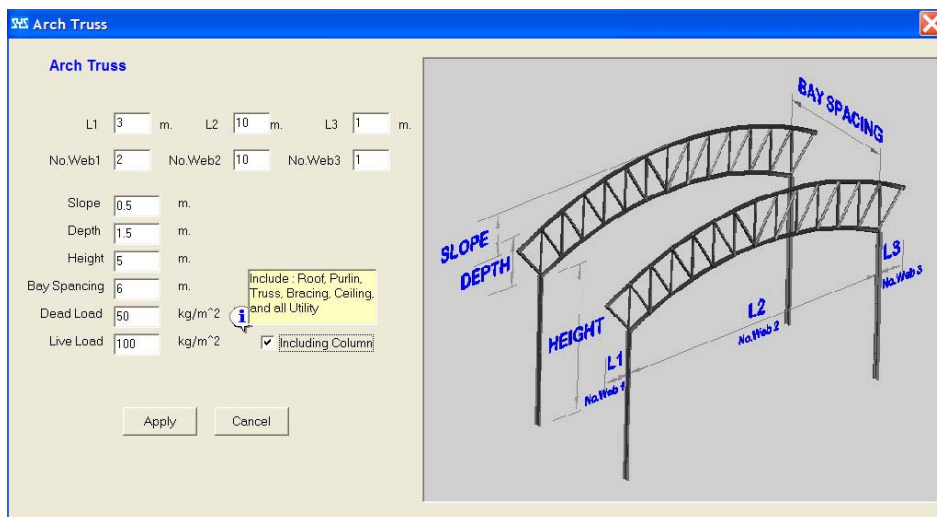 SYS Arch Truss
Arch Truss
L1 3 m. L2 10 m. L3 1 m.
No.Web1 2 No.Web2 10 No.Web3 1
Slope 0.5 m.
Depth 1.5 m.
Height 5 m.
Bay Spancing 6 m.
Dead Load 50 kg/m^2
Live Load 100 kg/m^2
Include : Roof, Purlin,
Truss, Bracing, Ceiling,
and all Utility
Including Column
Apply Cancel
BAY SPACING
SLOPE
DEPTH
HEIGHT
L1
No.Web 1
L2
No.Web 2
L3
No.Web 3